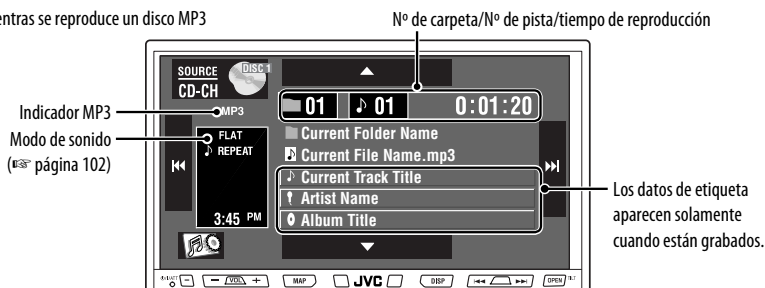 entras se reproduce un disco MP3
Nº de carpeta/Nº de pista/tiempo de reproducción
SOURCE
CD-CH
DISC 1
MP3
01 01 0:01:20
Indicador MP3
Modo de sonido
(☞ página 102)
FLAT
REPEAT
3:45 PM
Current Folder Name
Current File Name.mp3
Current Track Title
Artist Name
Album Title
Los datos de etiqueta
aparecen solamente
cuando están grabados.
VOL
MAP
JVC
DISP
OPEN
TILT